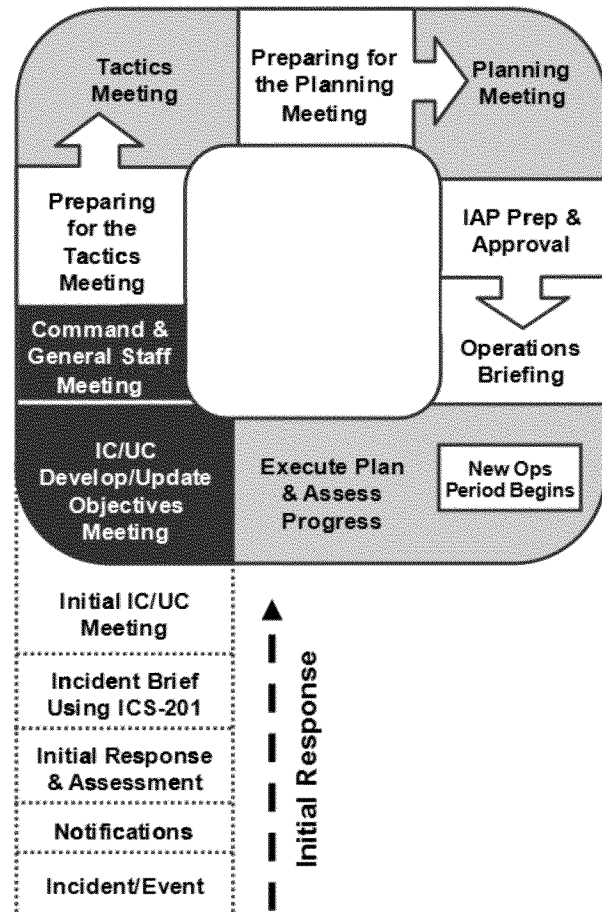 Tactics
Meeting
Preparing for
the Planning
Meeting
Planning
Meeting
Preparing
for the
Tactics
Meeting
IAP Prep &
Approval
Command &
General Staff
Meeting
Operations
Briefing
IC/UC
Develop/Update
Objectives
Meeting
Execute Plan
& Assess
Progress
New Ops
Period Begins
Initial IC/UC
Meeting
Incident Brief
Using ICS-201
Initial Response
& Assessment
Notifications
Incident/Event
Initial Response